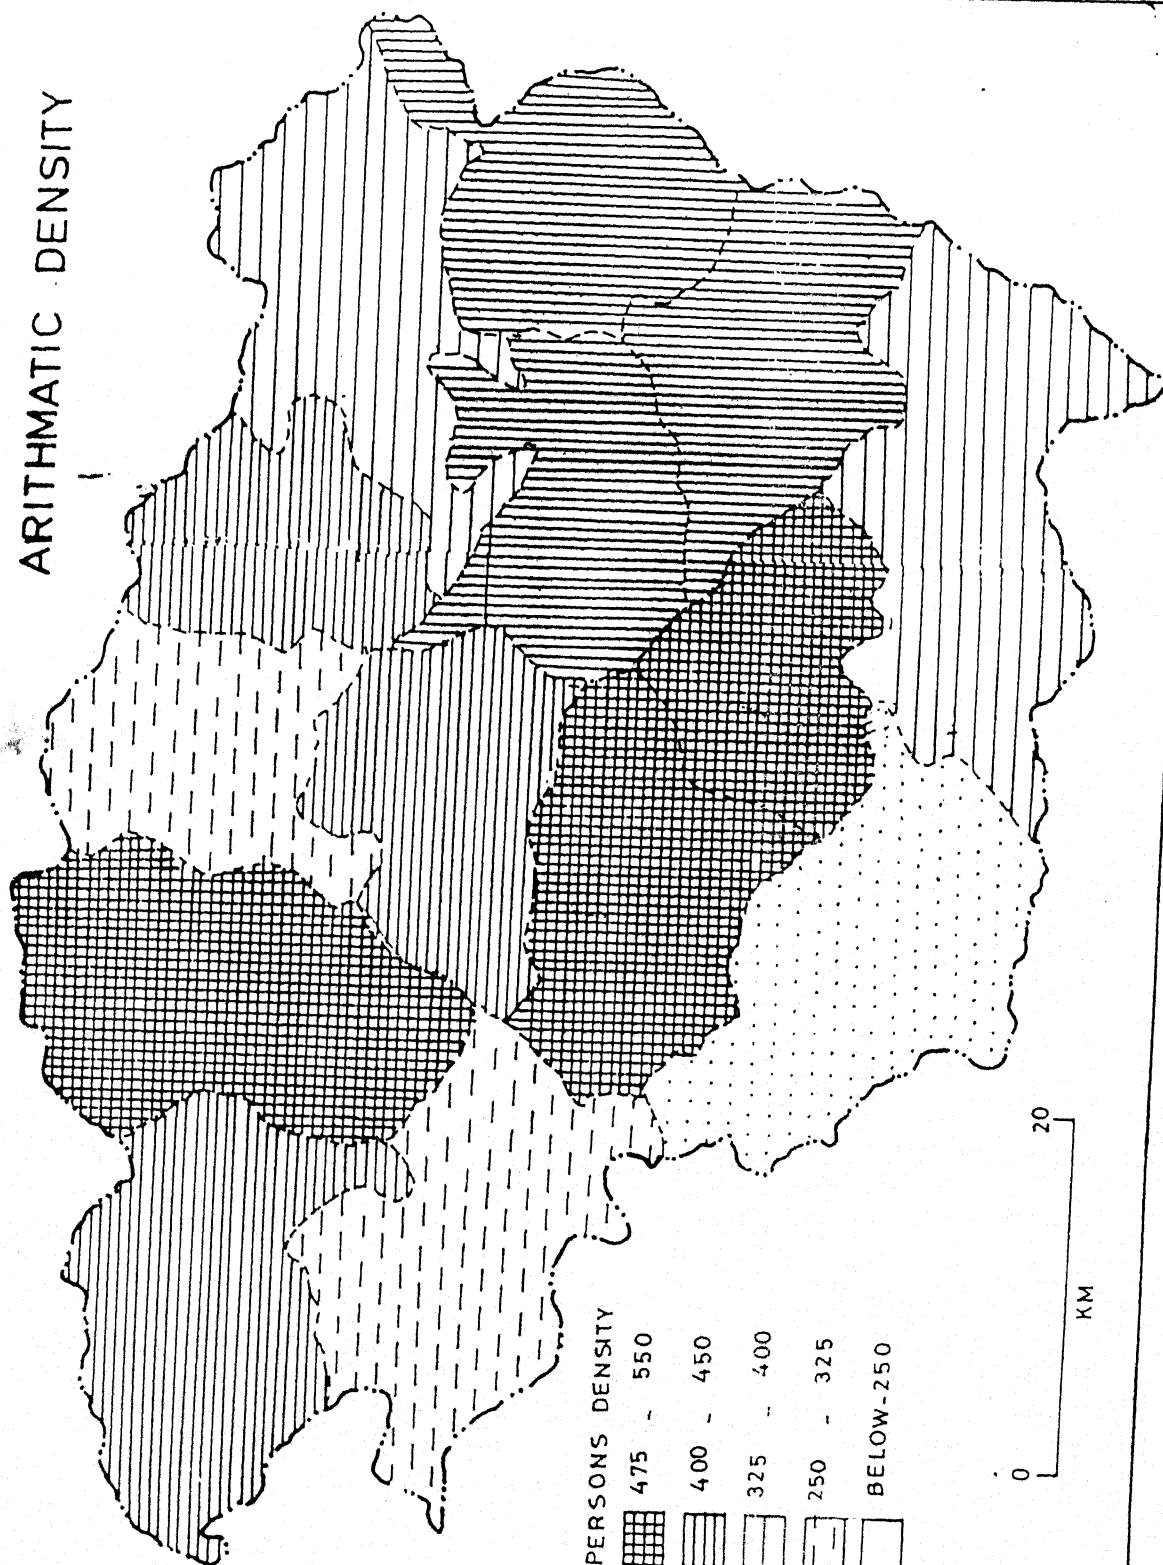 ARITHMATIC DENSITY
PERSONS DENSITY
475 - 550
400 - 450
325 - 400
250 - 325
BELOW-250
0 20
KM